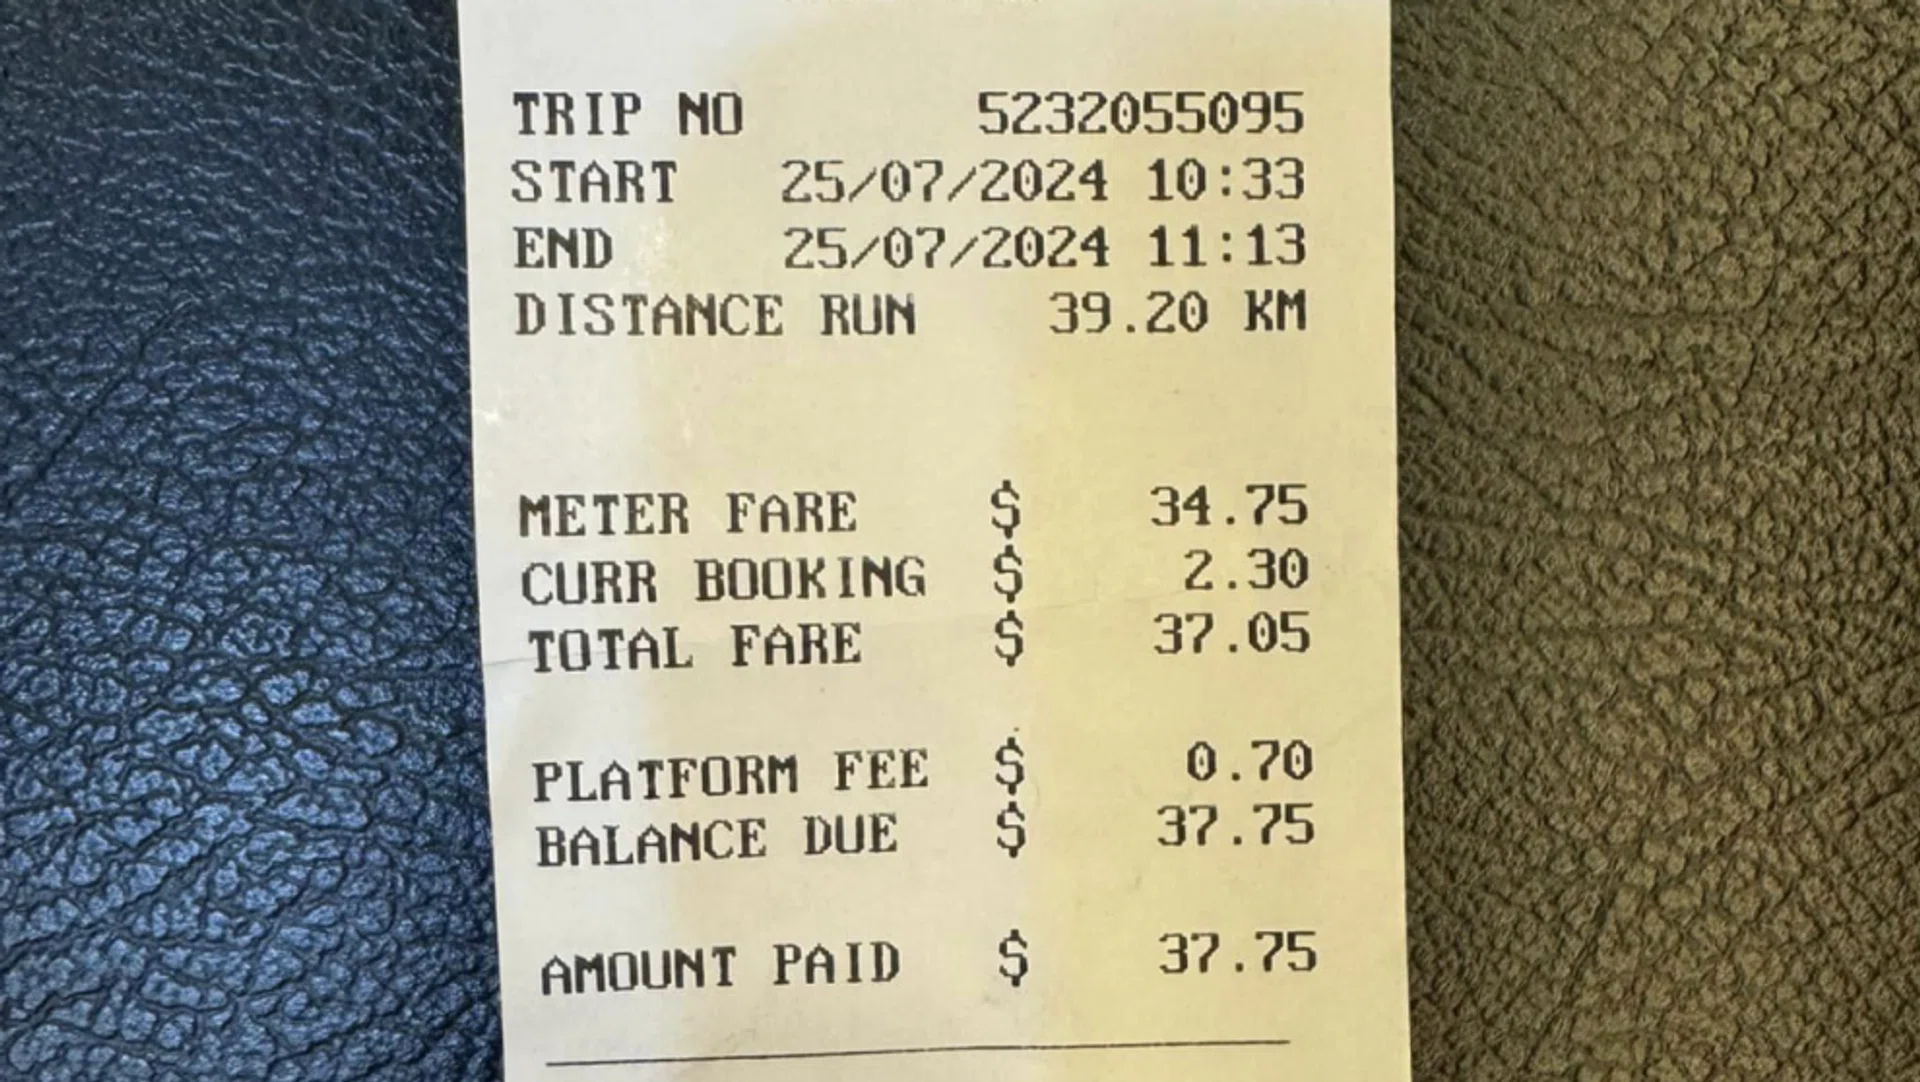 TRIP NO 5232055095
START 25/07/2024 10:33
END 25/07/2024 11:13
DISTANCE RUN 39.20 KM
METER FARE $ 34.75
CURR BOOKING $ 2.30
TOTAL FARE $ 37.05
PLATFORM FEE $ 0.70
BALANCE DUE $ 37.75
AMOUNT PAID $ 37.75